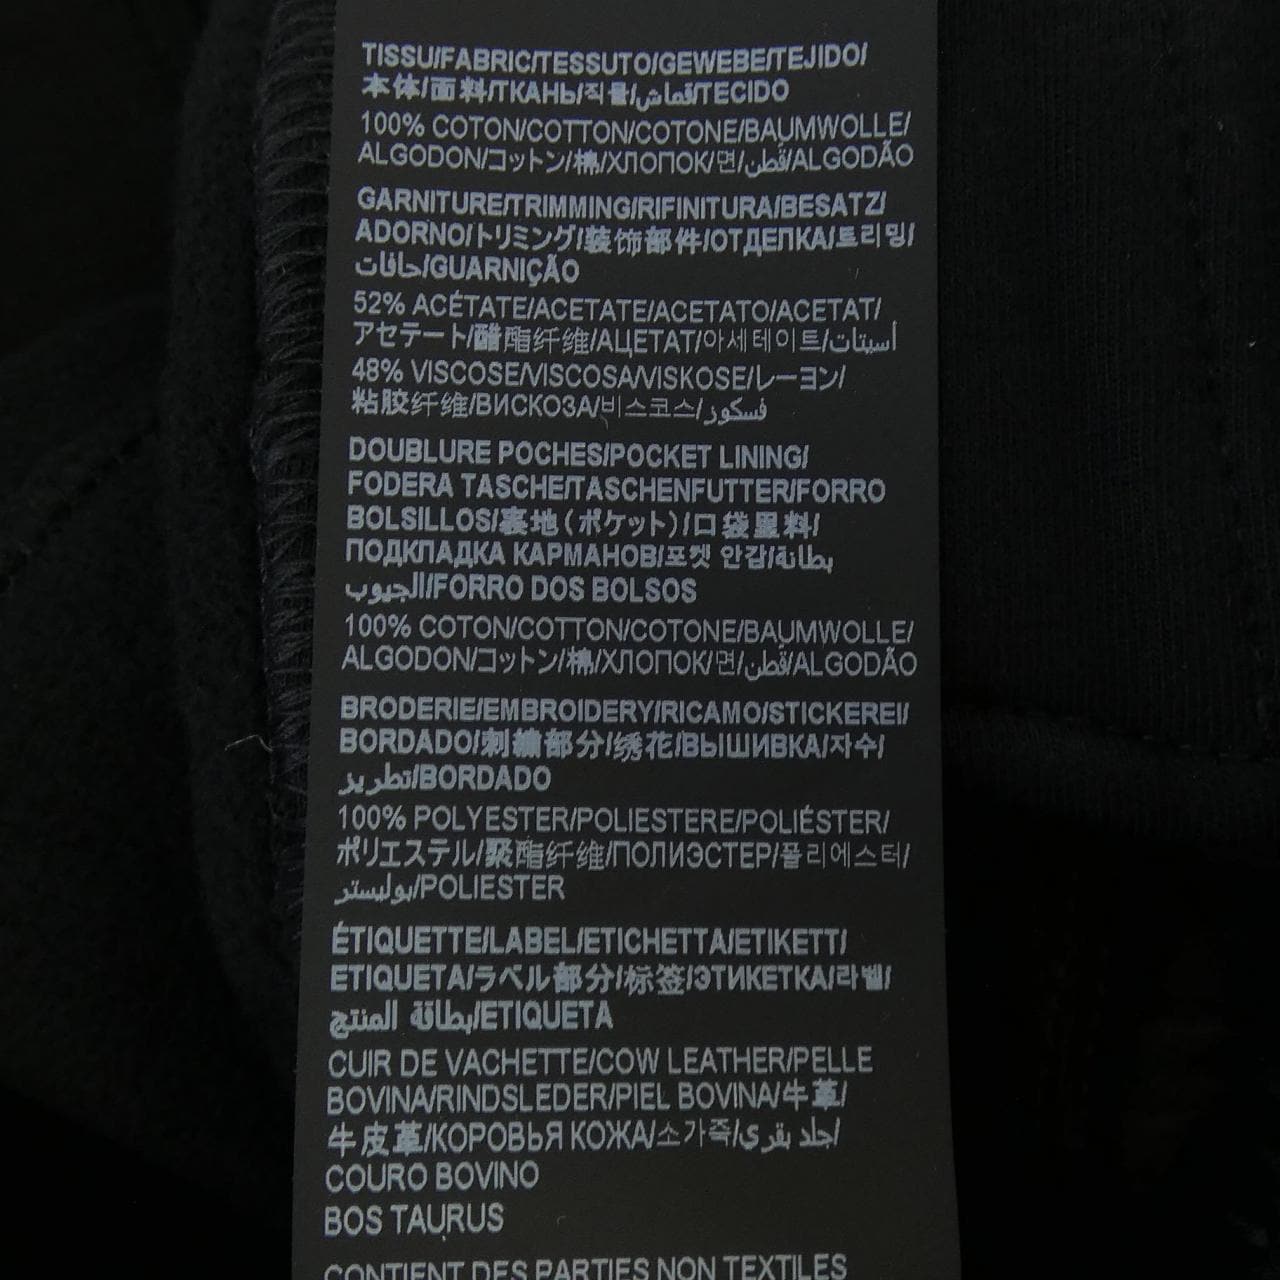 TISSU/FABRIC/TESSUTO/GEWEBE/TEJIDO/
本体/面料/ТКАНЬ/직물/قماش/TECIDO
100% COTON/COTTON/COTONE/BAUMWOLLE/
ALGODON/コットン/棉/ХЛОПОК/면/قطن/ALGODÃO
GARNITURE/TRIMMING/RIFINITURA/BESATZ/
ADORNO/トリミング/装饰部件/ОТДЕПКА/트리밍/
حافات/GUARNIÇÃO
52% ACÉTATE/ACETATE/ACETATO/ACETAT/
アセテート/醋酯纤维/АЦЕТАТ/아세테이트/أسيتات
48% VISCOSE/VISCOSA/VISKOSE/レーヨン/
粘胶纤维/ВИСКОЗА/비스코스/فسكور
DOUBLURE POCHES/POCKET LINING/
FODERA TASCHE/TASCHENFUTTER/FORRO
BOLSILLOS/裏地(ポケット)/口袋里料/
ПОДКЛАДКА КАРМАНОВ/포켓 안감/بطانة
الجيوب/FORRO DOS BOLSOS
100% COTON/COTTON/COTONE/BAUMWOLLE/
ALGODON/コットン/棉/ХЛОПОК/면/قطن/ALGODÃO
BRODERIE/EMBROIDERY/RICAMO/STICKEREI/
BORDADO/刺繍部分/绣花/ВЫШИВКА/자수/
تطريز/BORDADO
100% POLYESTER/POLIESTERE/POLIÉSTER/
ポリエステル/聚酯纤维/ПОЛИЭСТЕР/폴리에스터/
بوليستر/POLIESTER
ÉTIQUETTE/LABEL/ETICHETTA/ETIKETT/
ETIQUETA/ラベル部分/标签/ЭТИКЕТКА/라벨/
بطاقة المنتج/ETIQUETA
CUIR DE VACHETTE/COW LEATHER/PELLE
BOVINA/RINDSLEDER/PIEL BOVINA/牛革/
牛皮革/КОРОВЬЯ КОЖА/소가죽/جلد بقري/
COURO BOVINO
BOS TAURUS
CONTIENT DES PARTIES NON TEXTILES